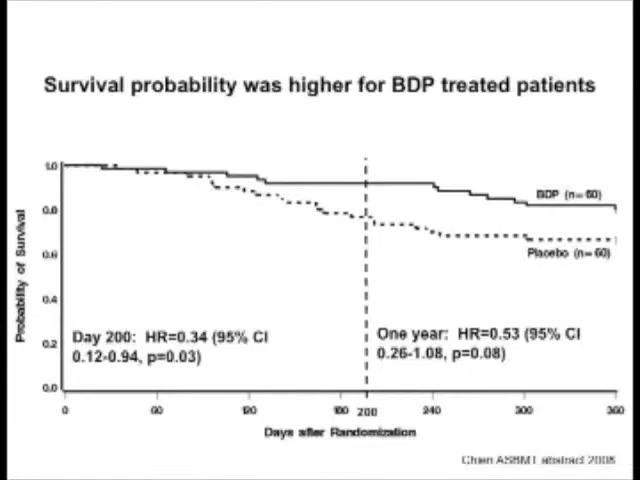 Survival probability was higher for BDP treated patients
1.0
BDP (n=60)
0.8
0.6
Placebo (n=60)
0.4
Probability of Survival
Day 200: HR=0.34 (95% CI
0.12-0.94, p=0.03)
One year: HR=0.53 (95% CI
0.26-1.08, p=0.08)
0.2
0.0
0 60 120 180 200 240 300 360
Days after Randomization
Chien ASBMT abstract 2008